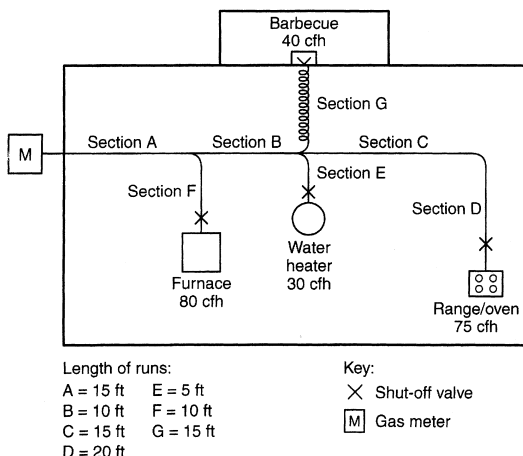 Barbecue
40 cfh
Section G
Section A
Section B
Section C
M
Section E
Section F
Section D
Water
heater
30 cfh
Furnace
80 cfh
Range/oven
75 cfh
Length of runs:
A = 15 ft E = 5 ft
B = 10 ft F = 10 ft
C = 15 ft G = 15 ft
D = 20 ft
Key:
Shut-off valve
M Gas meter